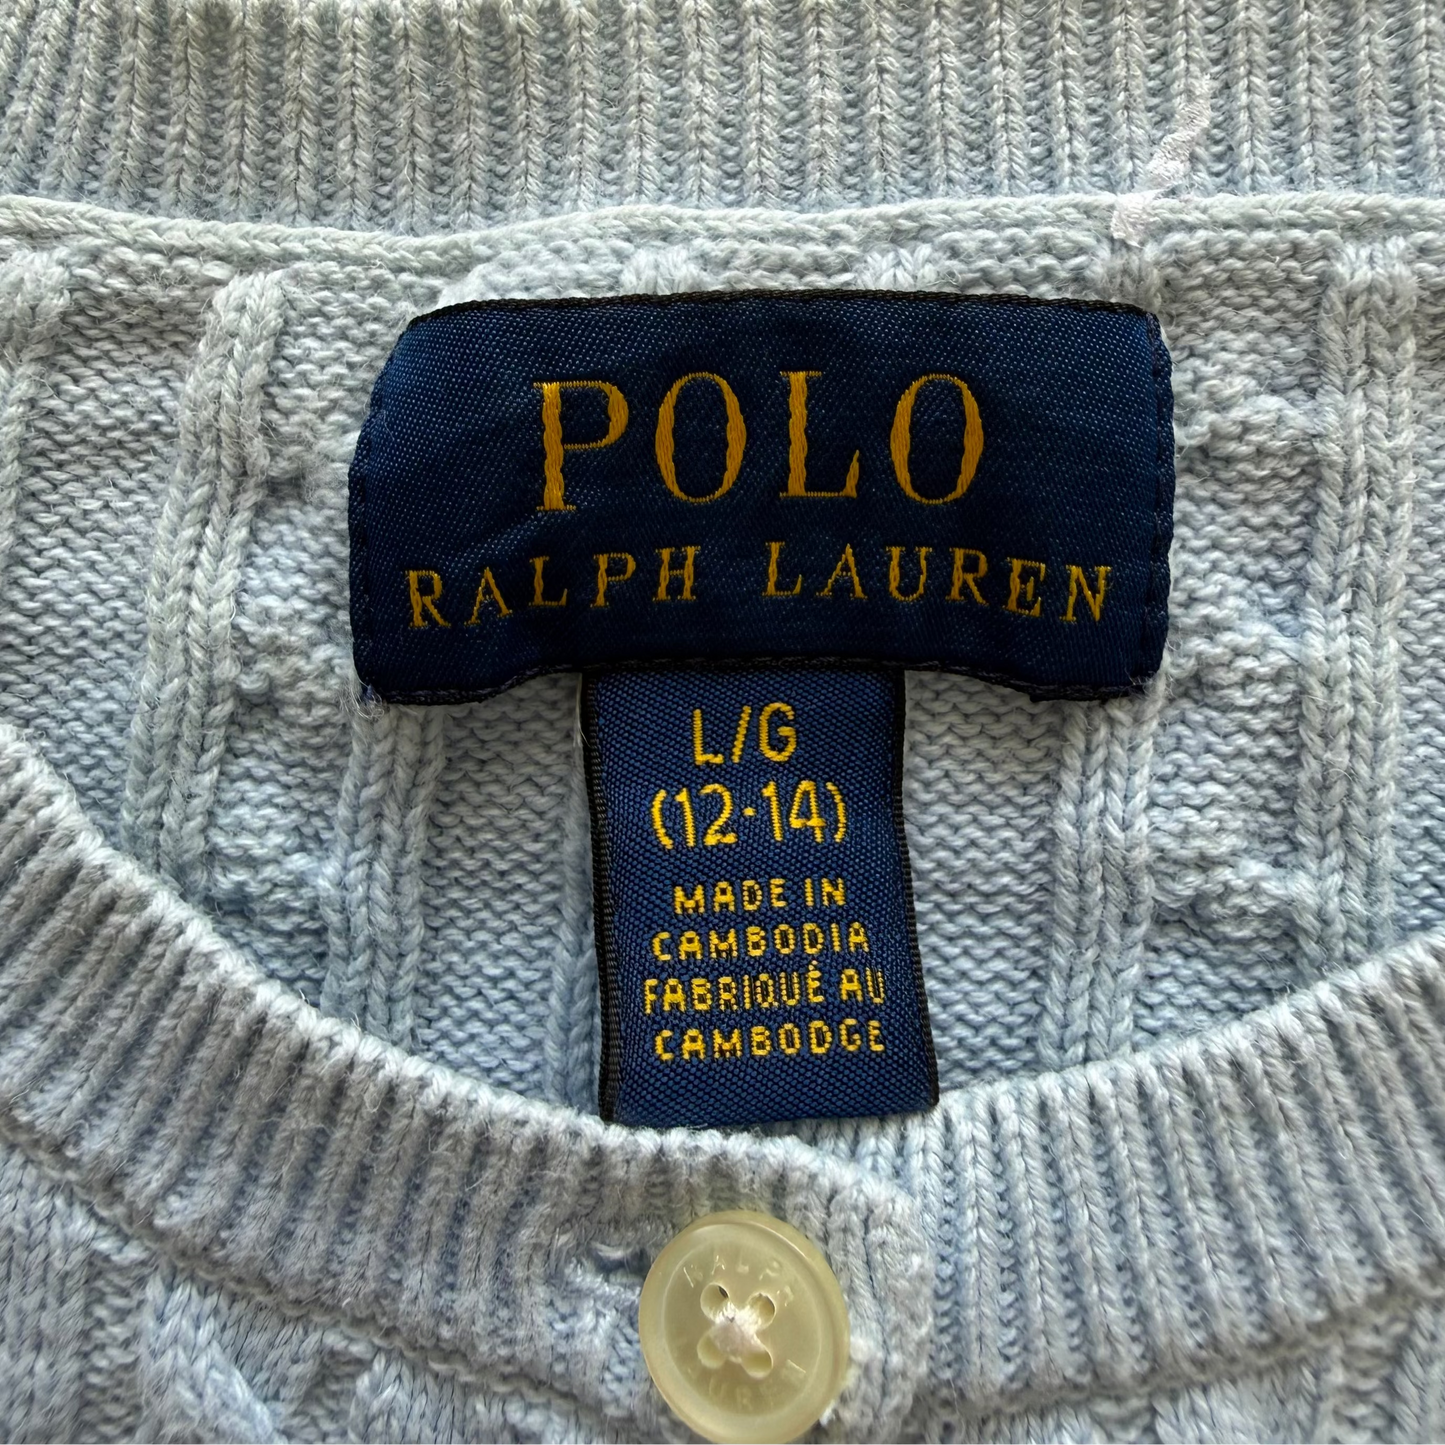 POLO
RALPH LAUREN
L/G
(12-14)
MADE IN
CAMBODIA
FABRIQUÉ AU
CAMBODGE
RALPH
LAUREN